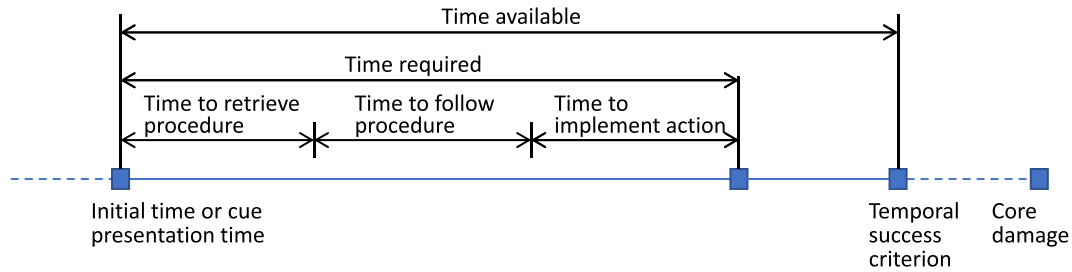 Time available
Time required
Time to retrieve
procedure
Time to follow
procedure
Time to
implement action
Initial time or cue
presentation time
Temporal
success
criterion
Core
damage